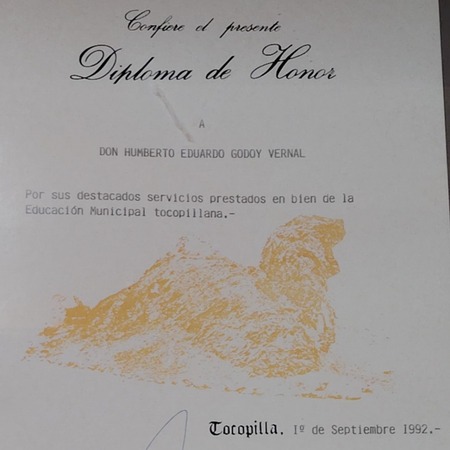 Confiere el presente
Diploma de Honor
A
DON HUMBERTO EDUARDO GODOY VERNAL
Por sus destacados servicios prestados en bien de la
Educación Municipal tocopillana.-
Tocopilla, 1º de Septiembre 1992.-